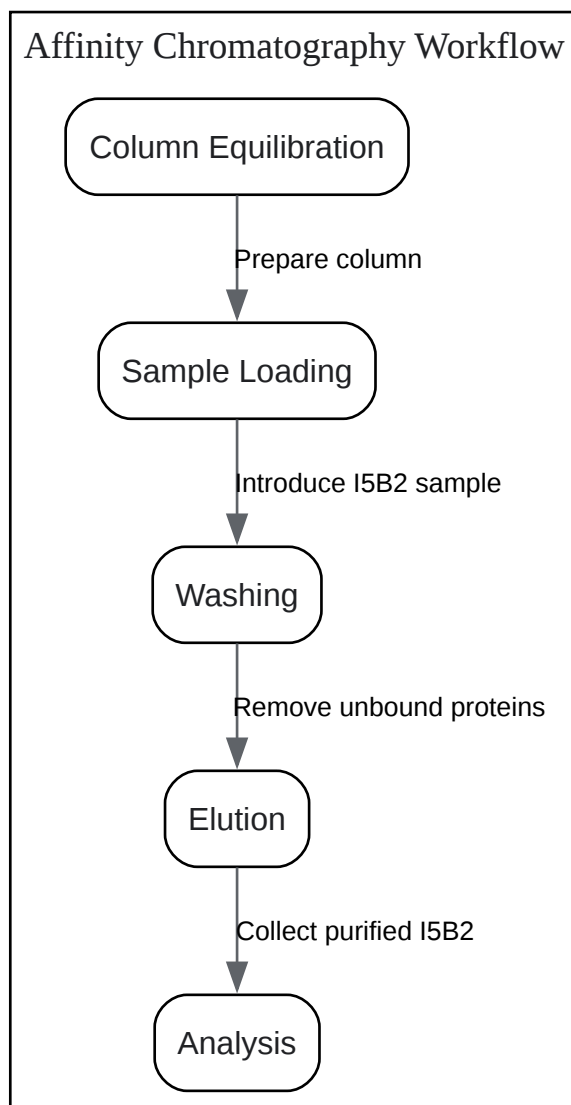 Affinity Chromatography Workflow
Column Equilibration
Prepare column
Sample Loading
Introduce I5B2 sample
Washing
Remove unbound proteins
Elution
Collect purified I5B2
Analysis